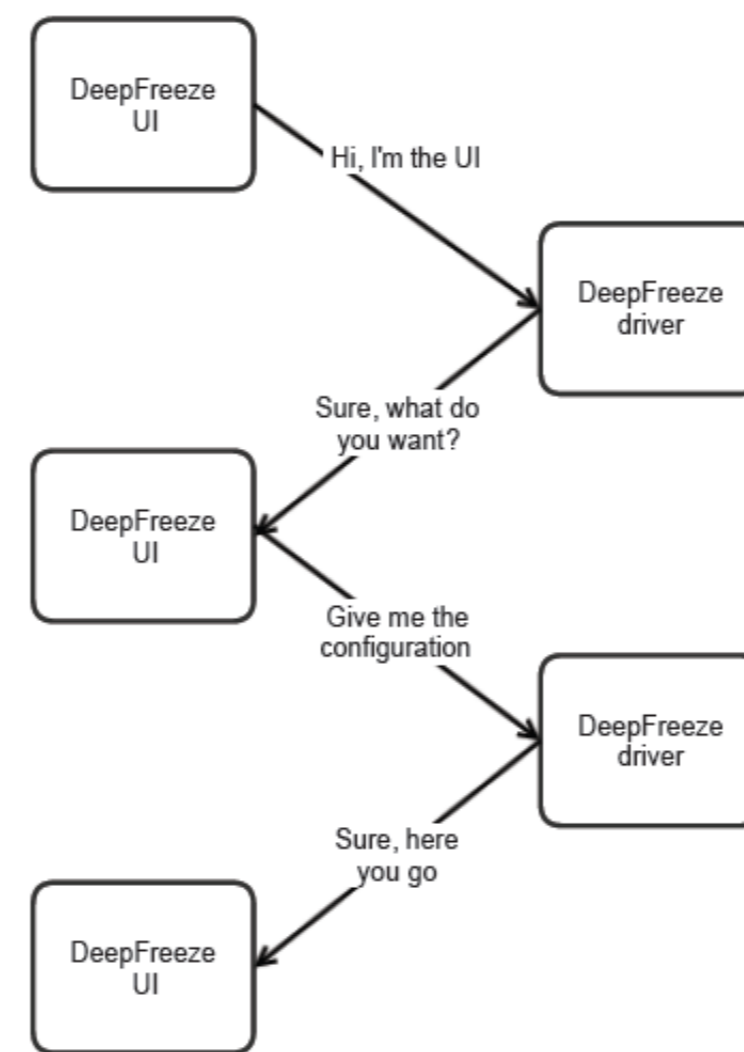 DeepFreeze
UI
Hi, I'm the UI
DeepFreeze
driver
Sure, what do
you want?
DeepFreeze
UI
Give me the
configuration
DeepFreeze
driver
Sure, here
you go
DeepFreeze
UI